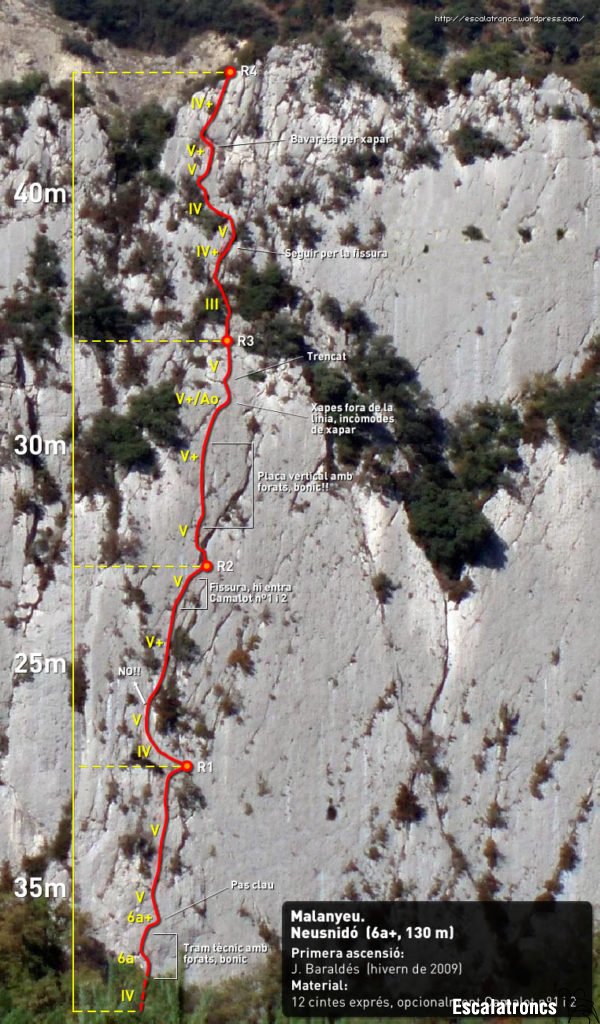 http://escalatroncs.wordpress.com/
R4
IV+
Bavaresa per xapar
V+
V
40m
IV
V
IV+
Seguir per la fissura
III
R3
Trencat
V
V+/Ao
Xapes fora de la
línia, incòmodes
de xapar
30m
V+
Placa vertical amb
forats, bonic!!
V
R2
V
Fissura, hi entra
Camalot nº1 i 2
V+
25m
NO!!
V
IV
R1
V
35m
Pas clau
V
6a+
Tram tècnic amb
forats, bonic
6a
IV
Malanyeu.
Neusnidó (6a+, 130 m)
Primera ascensió:
J. Baraldés (hivern de 2009)
Material:
12 cintes exprés, opcionalment Camalot nº1 i 2
Escalatroncs